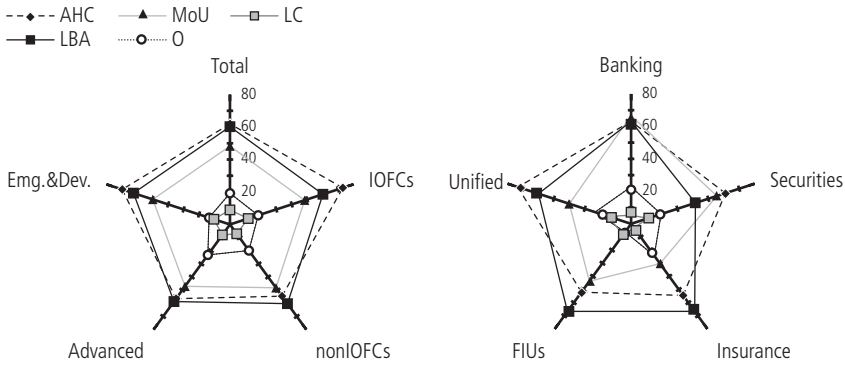 AHC MoU LC
LBA O
Total
80
60
40
20
IOFCs
nonIOFCs
Advanced
Emg.&Dev.
Banking
80
60
40
20
Securities
Insurance
FIUs
Unified